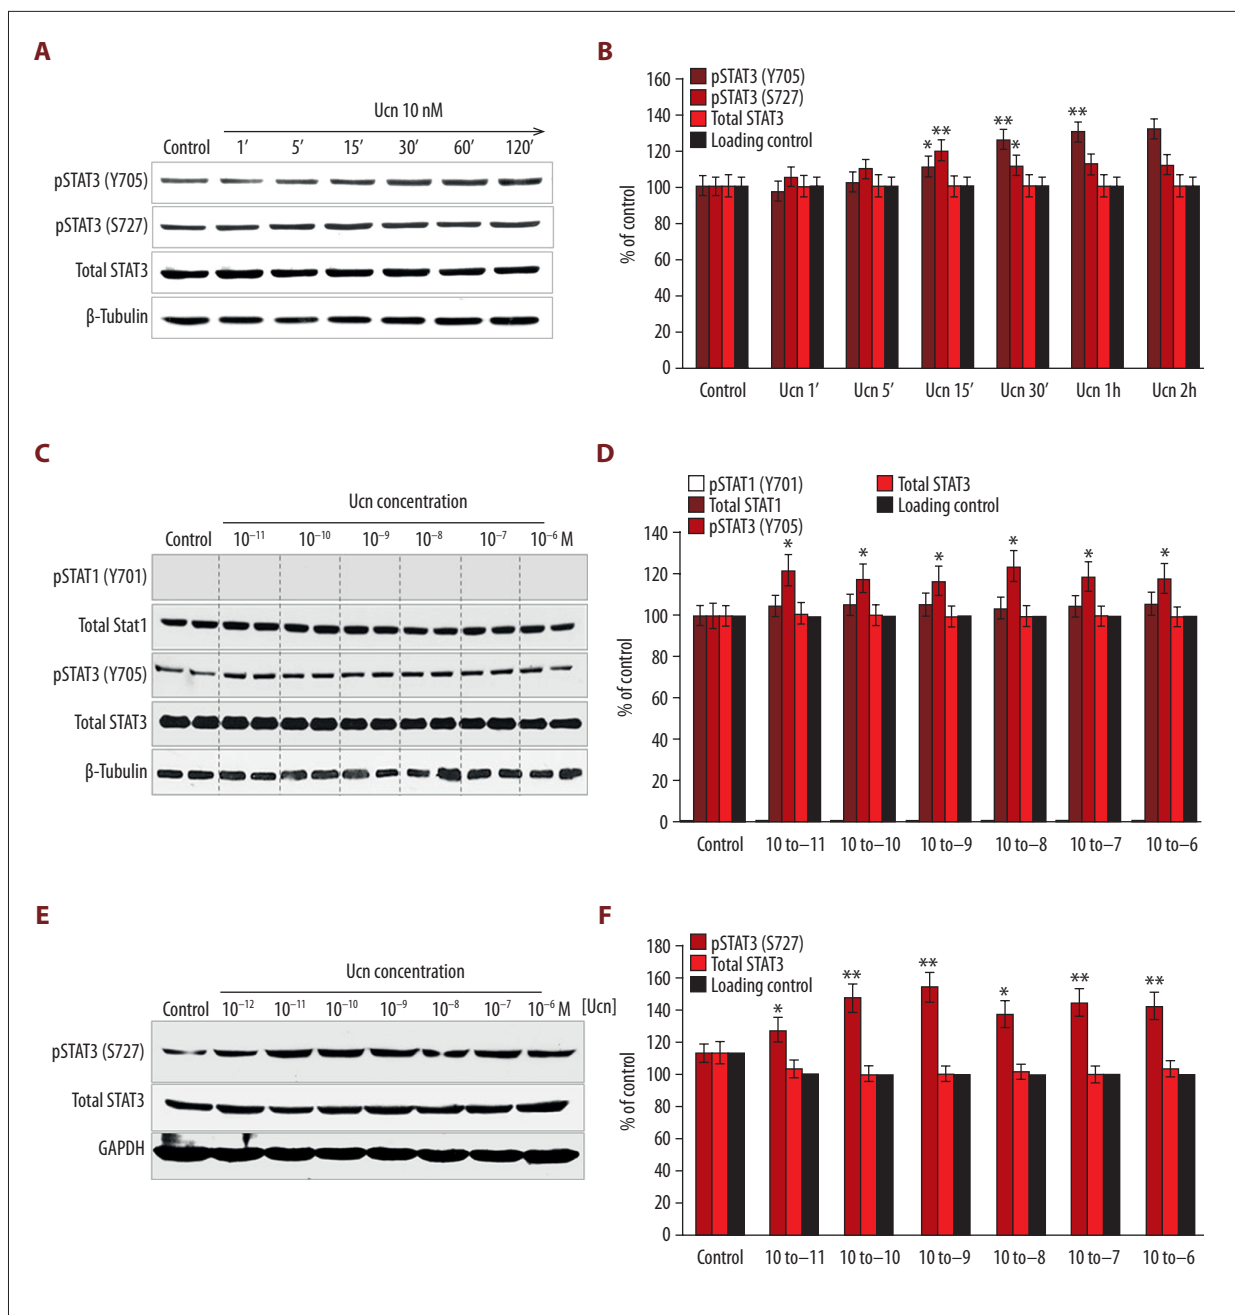 A
Ucn 10 nM
Control 1′ 5′ 15′ 30′ 60′ 120′
pSTAT3 (Y705)
pSTAT3 (S727)
Total STAT3
β-Tubulin
B
pSTAT3 (Y705)
pSTAT3 (S727)
Total STAT3
Loading control
% of control
160
140
120
100
80
60
40
20
0
** ** ** * *
Control Ucn 1′ Ucn 5′ Ucn 15′ Ucn 30′ Ucn 1h Ucn 2h
C
Ucn concentration
Control 10⁻¹¹ 10⁻¹⁰ 10⁻⁹ 10⁻⁸ 10⁻⁷ 10⁻⁶ M
pSTAT1 (Y701)
Total Stat1
pSTAT3 (Y705)
Total STAT3
β-Tubulin
D
pSTAT1 (Y701)
Total STAT1
pSTAT3 (Y705)
Total STAT3
Loading control
% of control
140
120
100
80
60
40
20
0
* * * * * *
Control 10 to–11 10 to–10 10 to–9 10 to–8 10 to–7 10 to–6
E
Ucn concentration
Control 10⁻¹² 10⁻¹¹ 10⁻¹⁰ 10⁻⁹ 10⁻⁸ 10⁻⁷ 10⁻⁶ M [Ucn]
pSTAT3 (S727)
Total STAT3
GAPDH
F
pSTAT3 (S727)
Total STAT3
Loading control
% of control
180
160
140
120
100
80
60
40
20
0
* ** ** * ** **
Control 10 to–11 10 to–10 10 to–9 10 to–8 10 to–7 10 to–6